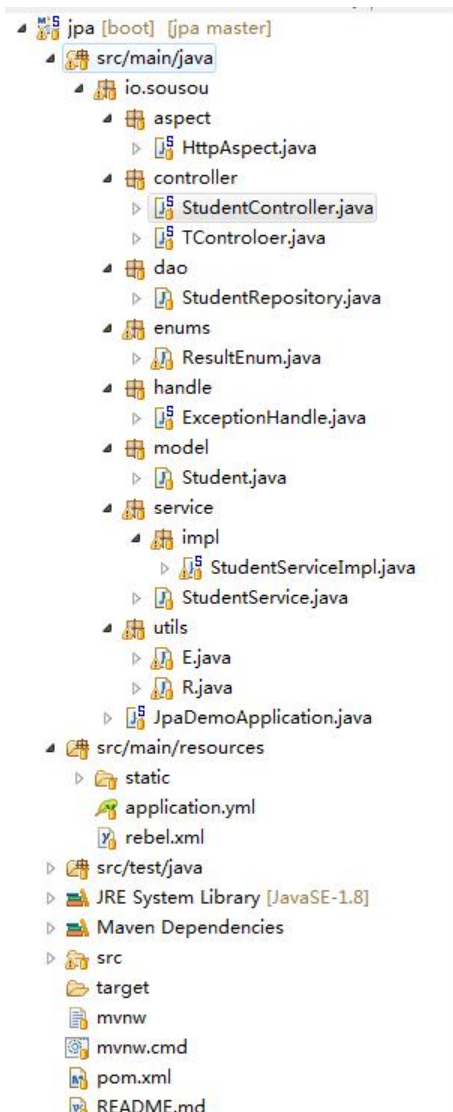 jpa [boot] [jpa master]
src/main/java
io.sousou
aspect
HttpAspect.java
controller
StudentController.java
TControloer.java
dao
StudentRepository.java
enums
ResultEnum.java
handle
ExceptionHandle.java
model
Student.java
service
impl
StudentServiceImpl.java
StudentService.java
utils
E.java
R.java
JpaDemoApplication.java
src/main/resources
static
application.yml
rebel.xml
src/test/java
JRE System Library [JavaSE-1.8]
Maven Dependencies
src
target
mvnw
mvnw.cmd
pom.xml
README.md